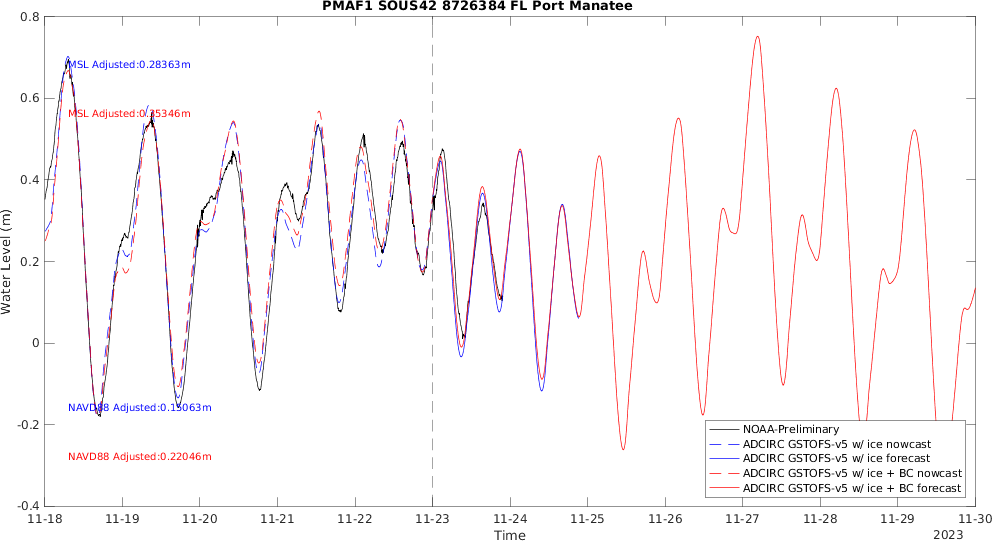 PMAF1 SOUS42 8726384 FL Port Manatee
0.8
0.6
0.4
0.2
0
-0.2
-0.4
Water Level (m)
MSL Adjusted:0.28363m
MSL Adjusted:0.35346m
NAVD88 Adjusted:0.15063m
NAVD88 Adjusted:0.22046m
NOAA-Preliminary
ADCIRC GSTOFS-v5 w/ ice nowcast
ADCIRC GSTOFS-v5 w/ ice forecast
ADCIRC GSTOFS-v5 w/ ice + BC nowcast
ADCIRC GSTOFS-v5 w/ ice + BC forecast
11-18 11-19 11-20 11-21 11-22 11-23 11-24 11-25 11-26 11-27 11-28 11-29 11-30
Time
2023